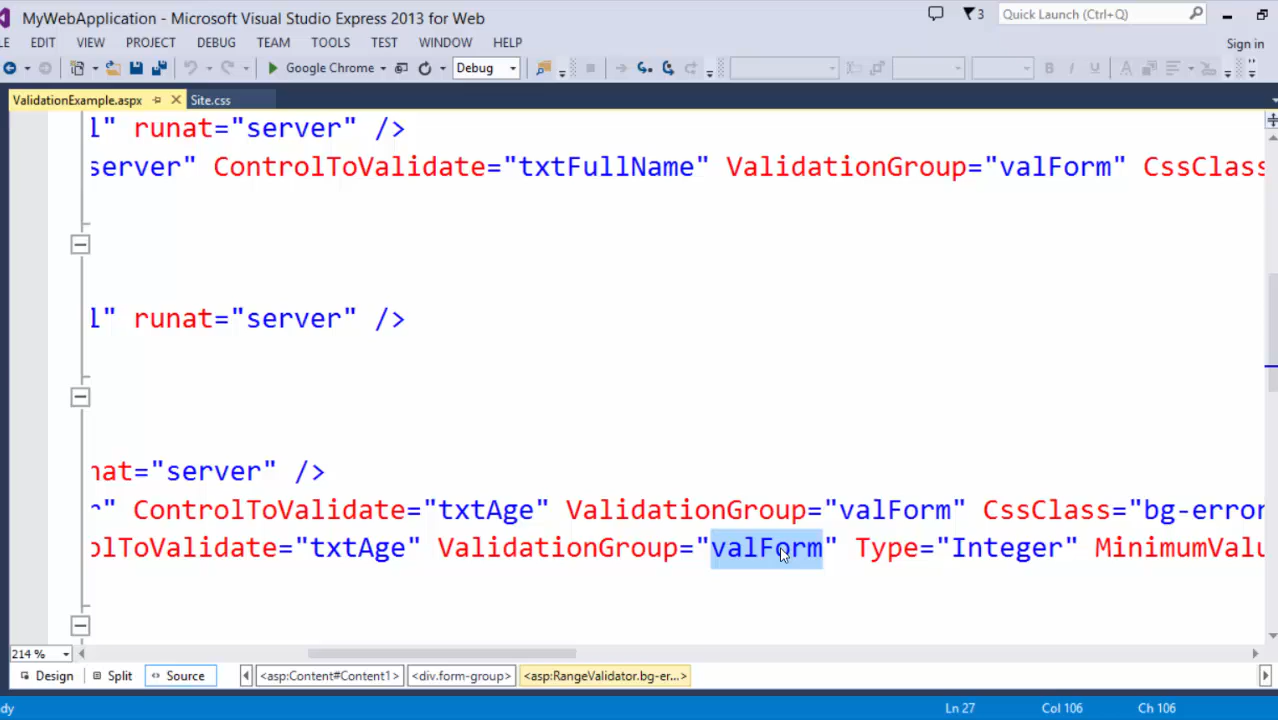 MyWebApplication - Microsoft Visual Studio Express 2013 for Web
3
Quick Launch (Ctrl+Q)
LE EDIT VIEW PROJECT DEBUG TEAM TOOLS TEST WINDOW HELP
Sign in
Google Chrome Debug
ValidationExample.aspx Site.css
l" runat="server" />
server" ControlToValidate="txtFullName" ValidationGroup="valForm" CssClass
l" runat="server" />
nat="server" />
r" ControlToValidate="txtAge" ValidationGroup="valForm" CssClass="bg-error
olToValidate="txtAge" ValidationGroup="valForm" Type="Integer" MinimumValu
214 %
Design Split Source <asp:Content#Content1> <div.form-group> <asp:RangeValidator.bg-er...>
dy Ln 27 Col 106 Ch 106